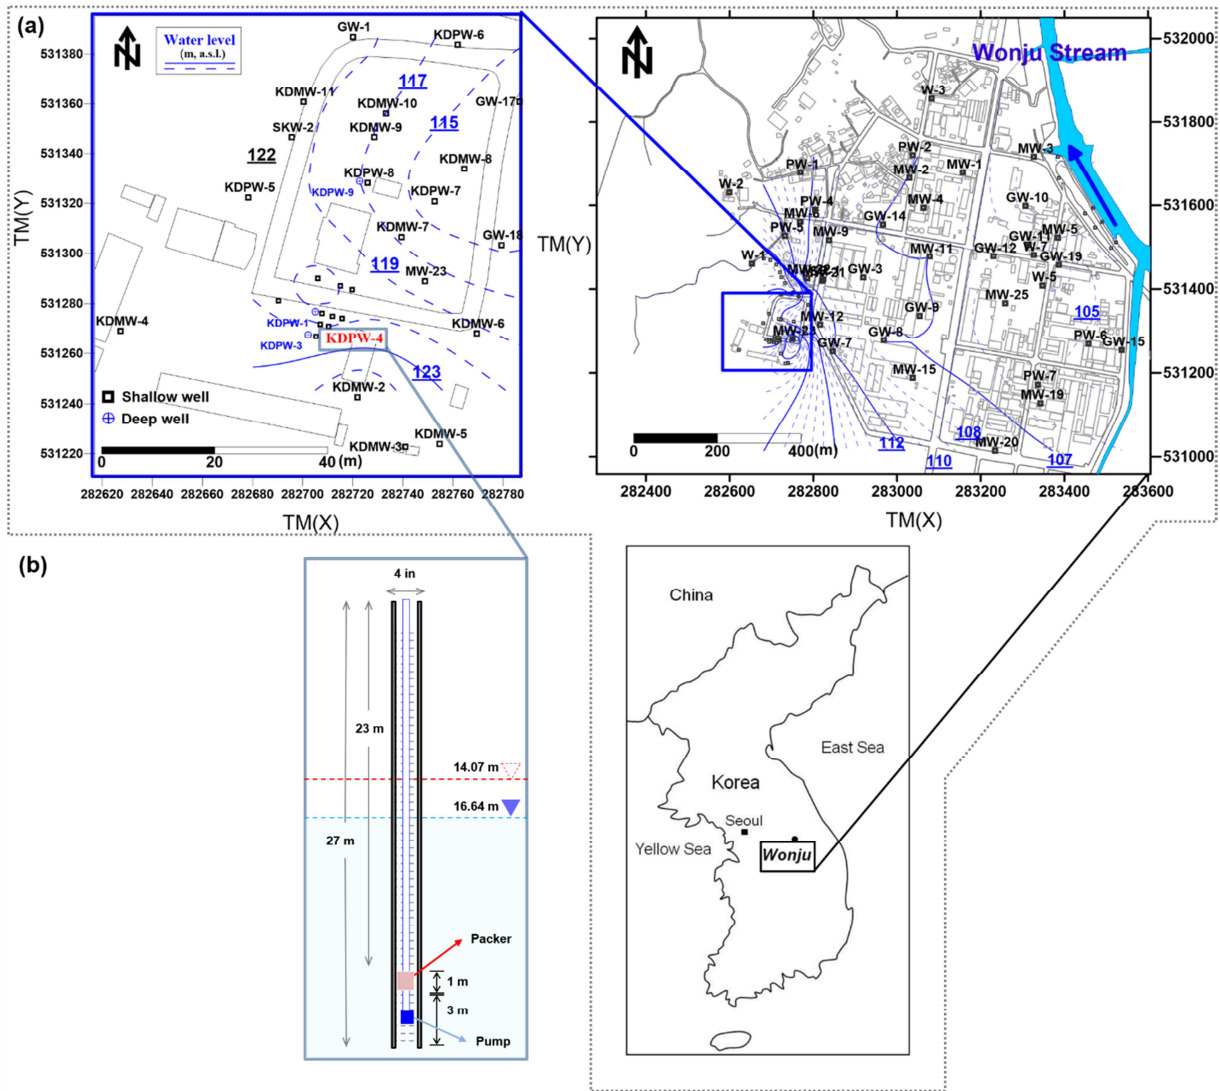 (a)
Water level
(m, a.s.l.)
N
GW-1
KDPW-6
117
KDMW-11
KDMW-10
GW-17
SKW-2
KDMW-9
115
122
KDMW-8
KDPW-8
KDPW-5
KDPW-9
KDPW-7
KDMW-7
GW-18
119
MW-23
KDMW-4
KDPW-1
KDMW-6
KDPW-3
KDPW-4
123
KDMW-2
Shallow well
Deep well
KDMW-3
KDMW-5
0 20 40 (m)
531380
531360
531340
531320
531300
531280
531260
531240
531220
TM(Y)
282620 282640 282660 282680 282700 282720 282740 282760 282780
TM(X)
N
Wonju Stream
W-3
PW-2
MW-3
PW-1
MW-2
MW-1
W-2
PW-4
MW-4
GW-10
MW-6
GW-14
PW-5
MW-9
GW-11
MW-5
W-1
MW-11
GW-12
W-7
GW-19
GW-3
W-5
MW-25
GW-9
105
MW-12
MW-23
GW-8
PW-6
GW-15
GW-7
MW-15
PW-7
MW-19
108
112
MW-20
110
107
0 200 400(m)
532000
531800
531600
531400
531200
531000
TM(Y)
282400 282600 282800 283000 283200 283400 283600
TM(X)
(b)
4 in
23 m
14.07 m
16.64 m
27 m
Packer
1 m
3 m
Pump
China
East Sea
Korea
Seoul
Yellow Sea
Wonju